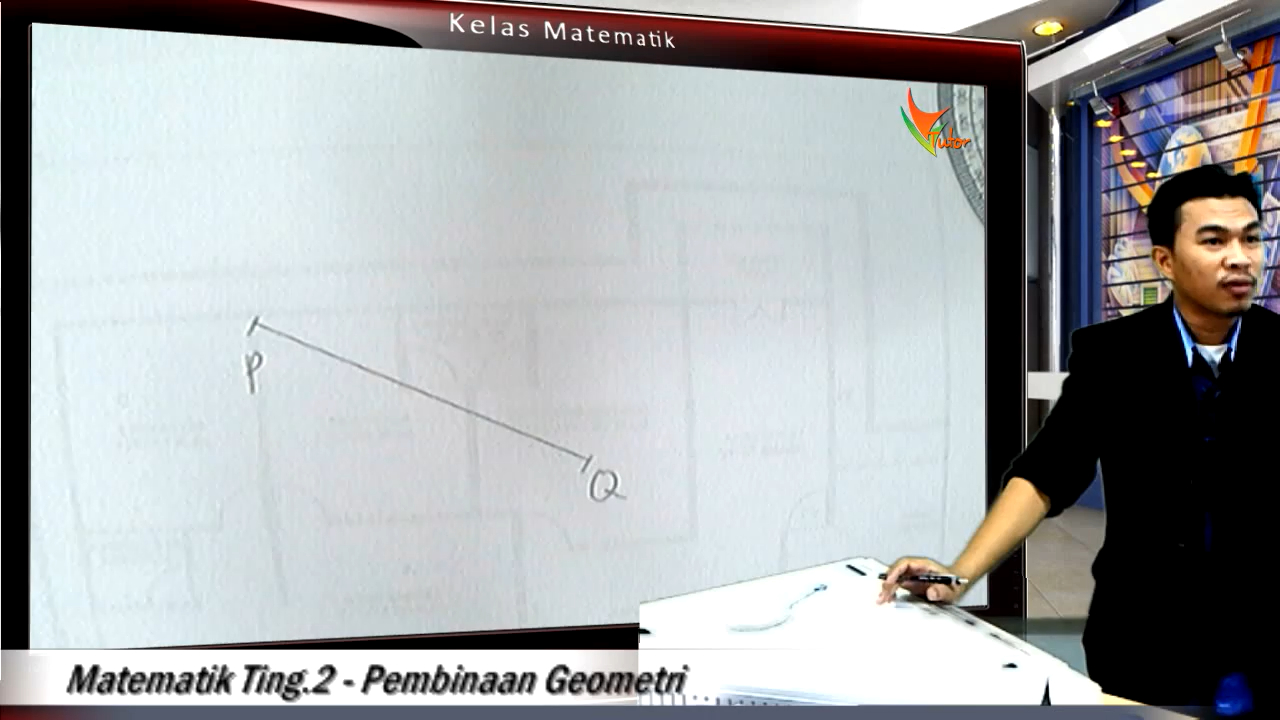 Kelas Matematik
Tutor
P
Q
Matematik Ting.2 - Pembinaan Geometri